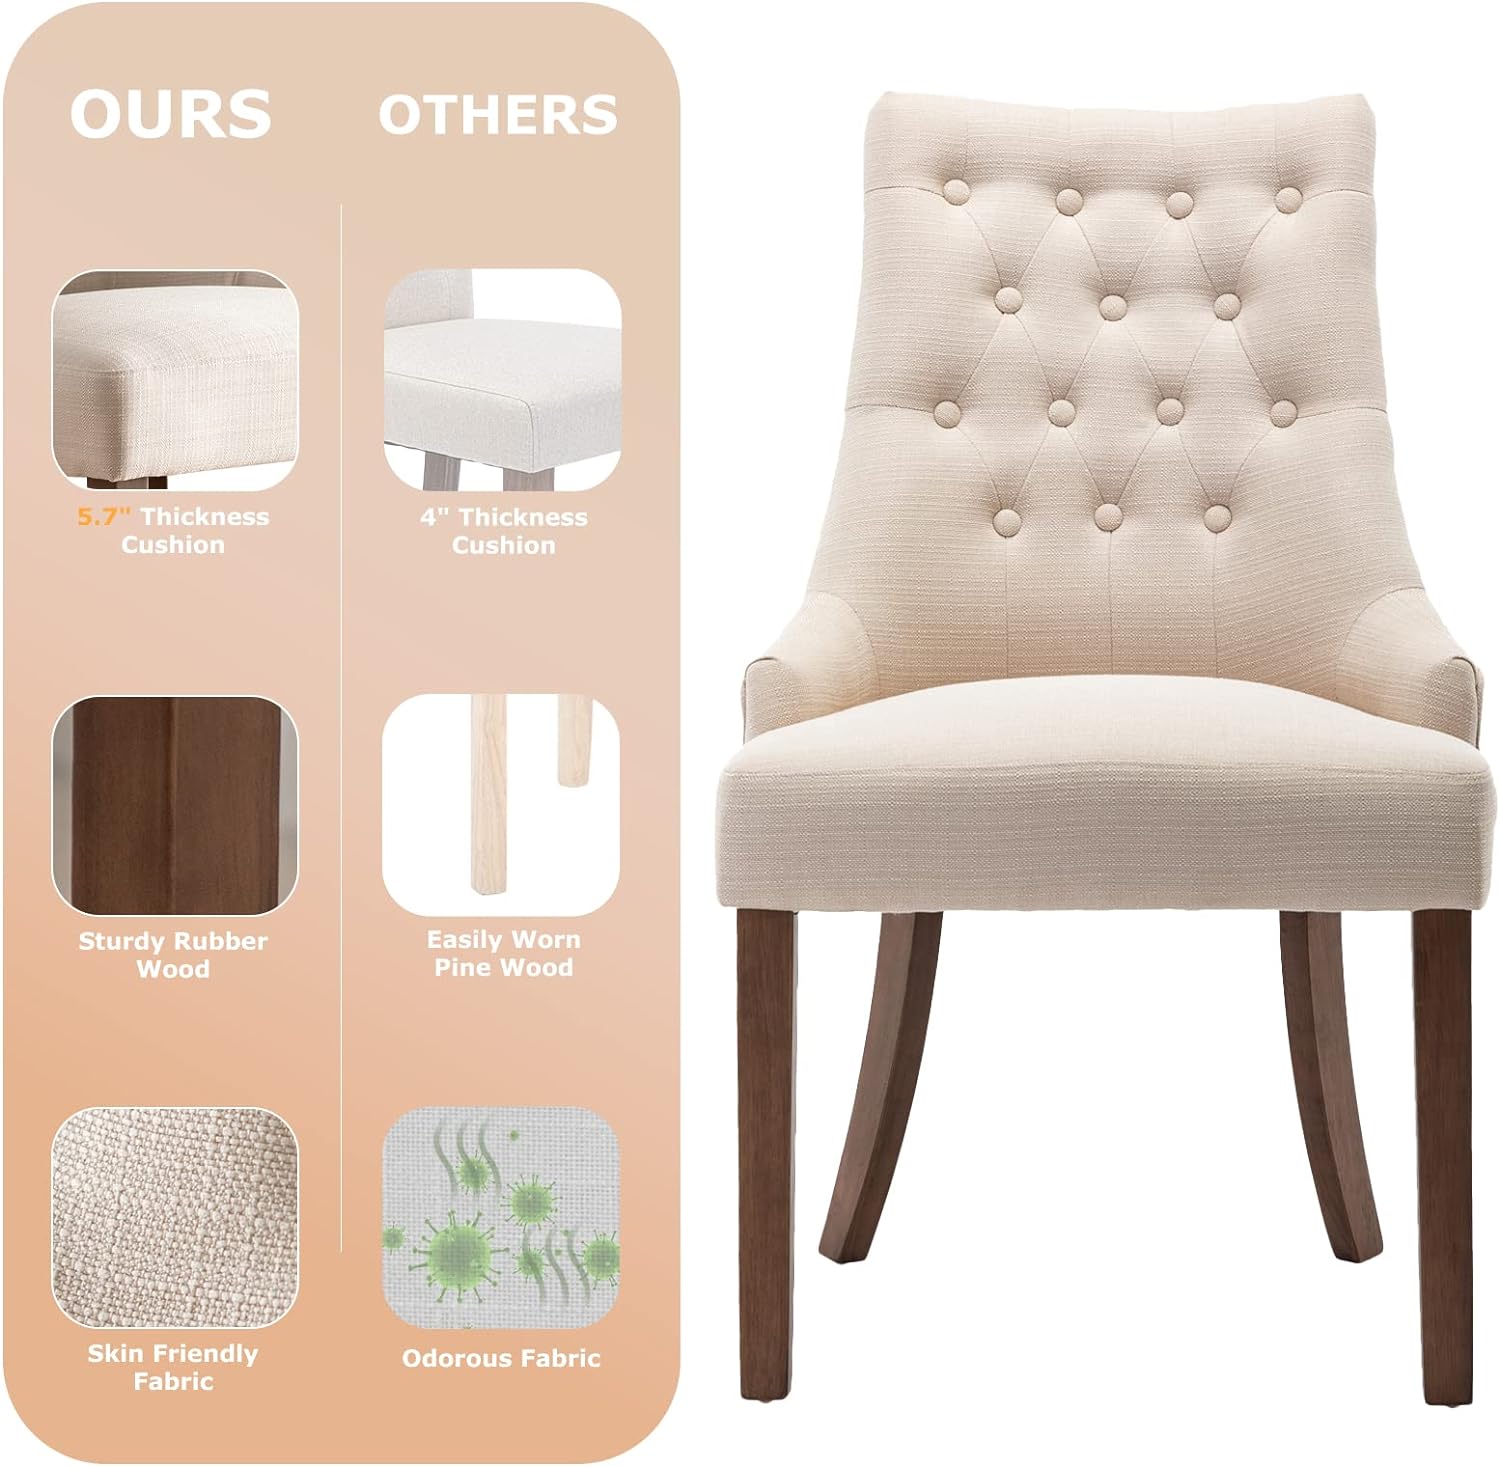 OURS
OTHERS
5.7" Thickness
Cushion
4" Thickness
Cushion
Sturdy Rubber
Wood
Easily Worn
Pine Wood
Skin Friendly
Fabric
Odorous Fabric